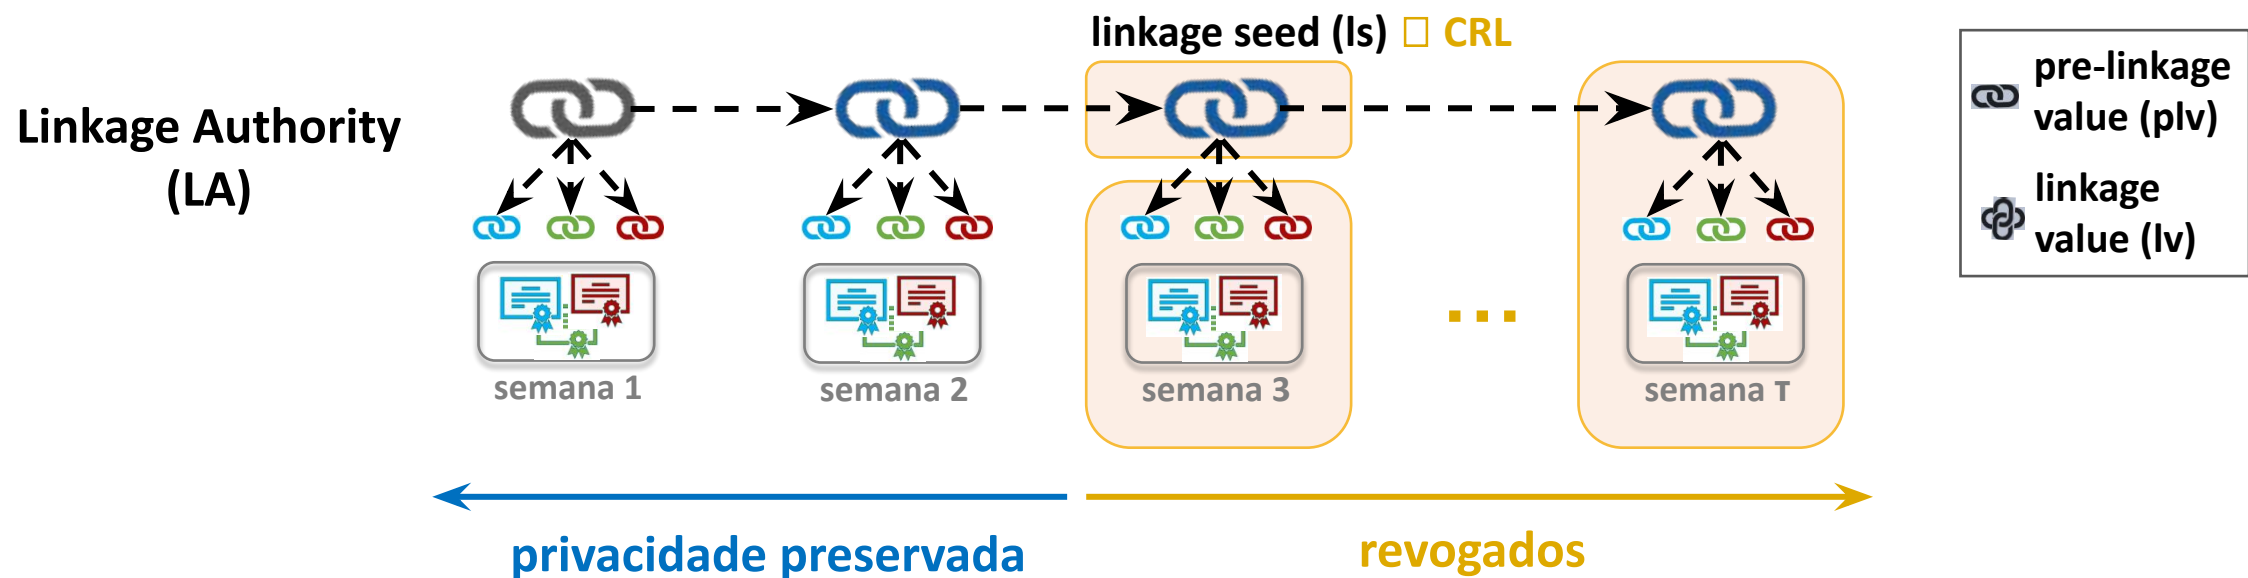 linkage seed (ls) □ CRL
Linkage Authority
(LA)
pre-linkage
value (plv)
linkage
value (lv)
semana 1
semana 2
semana 3
...
semana τ
privacidade preservada
revogados